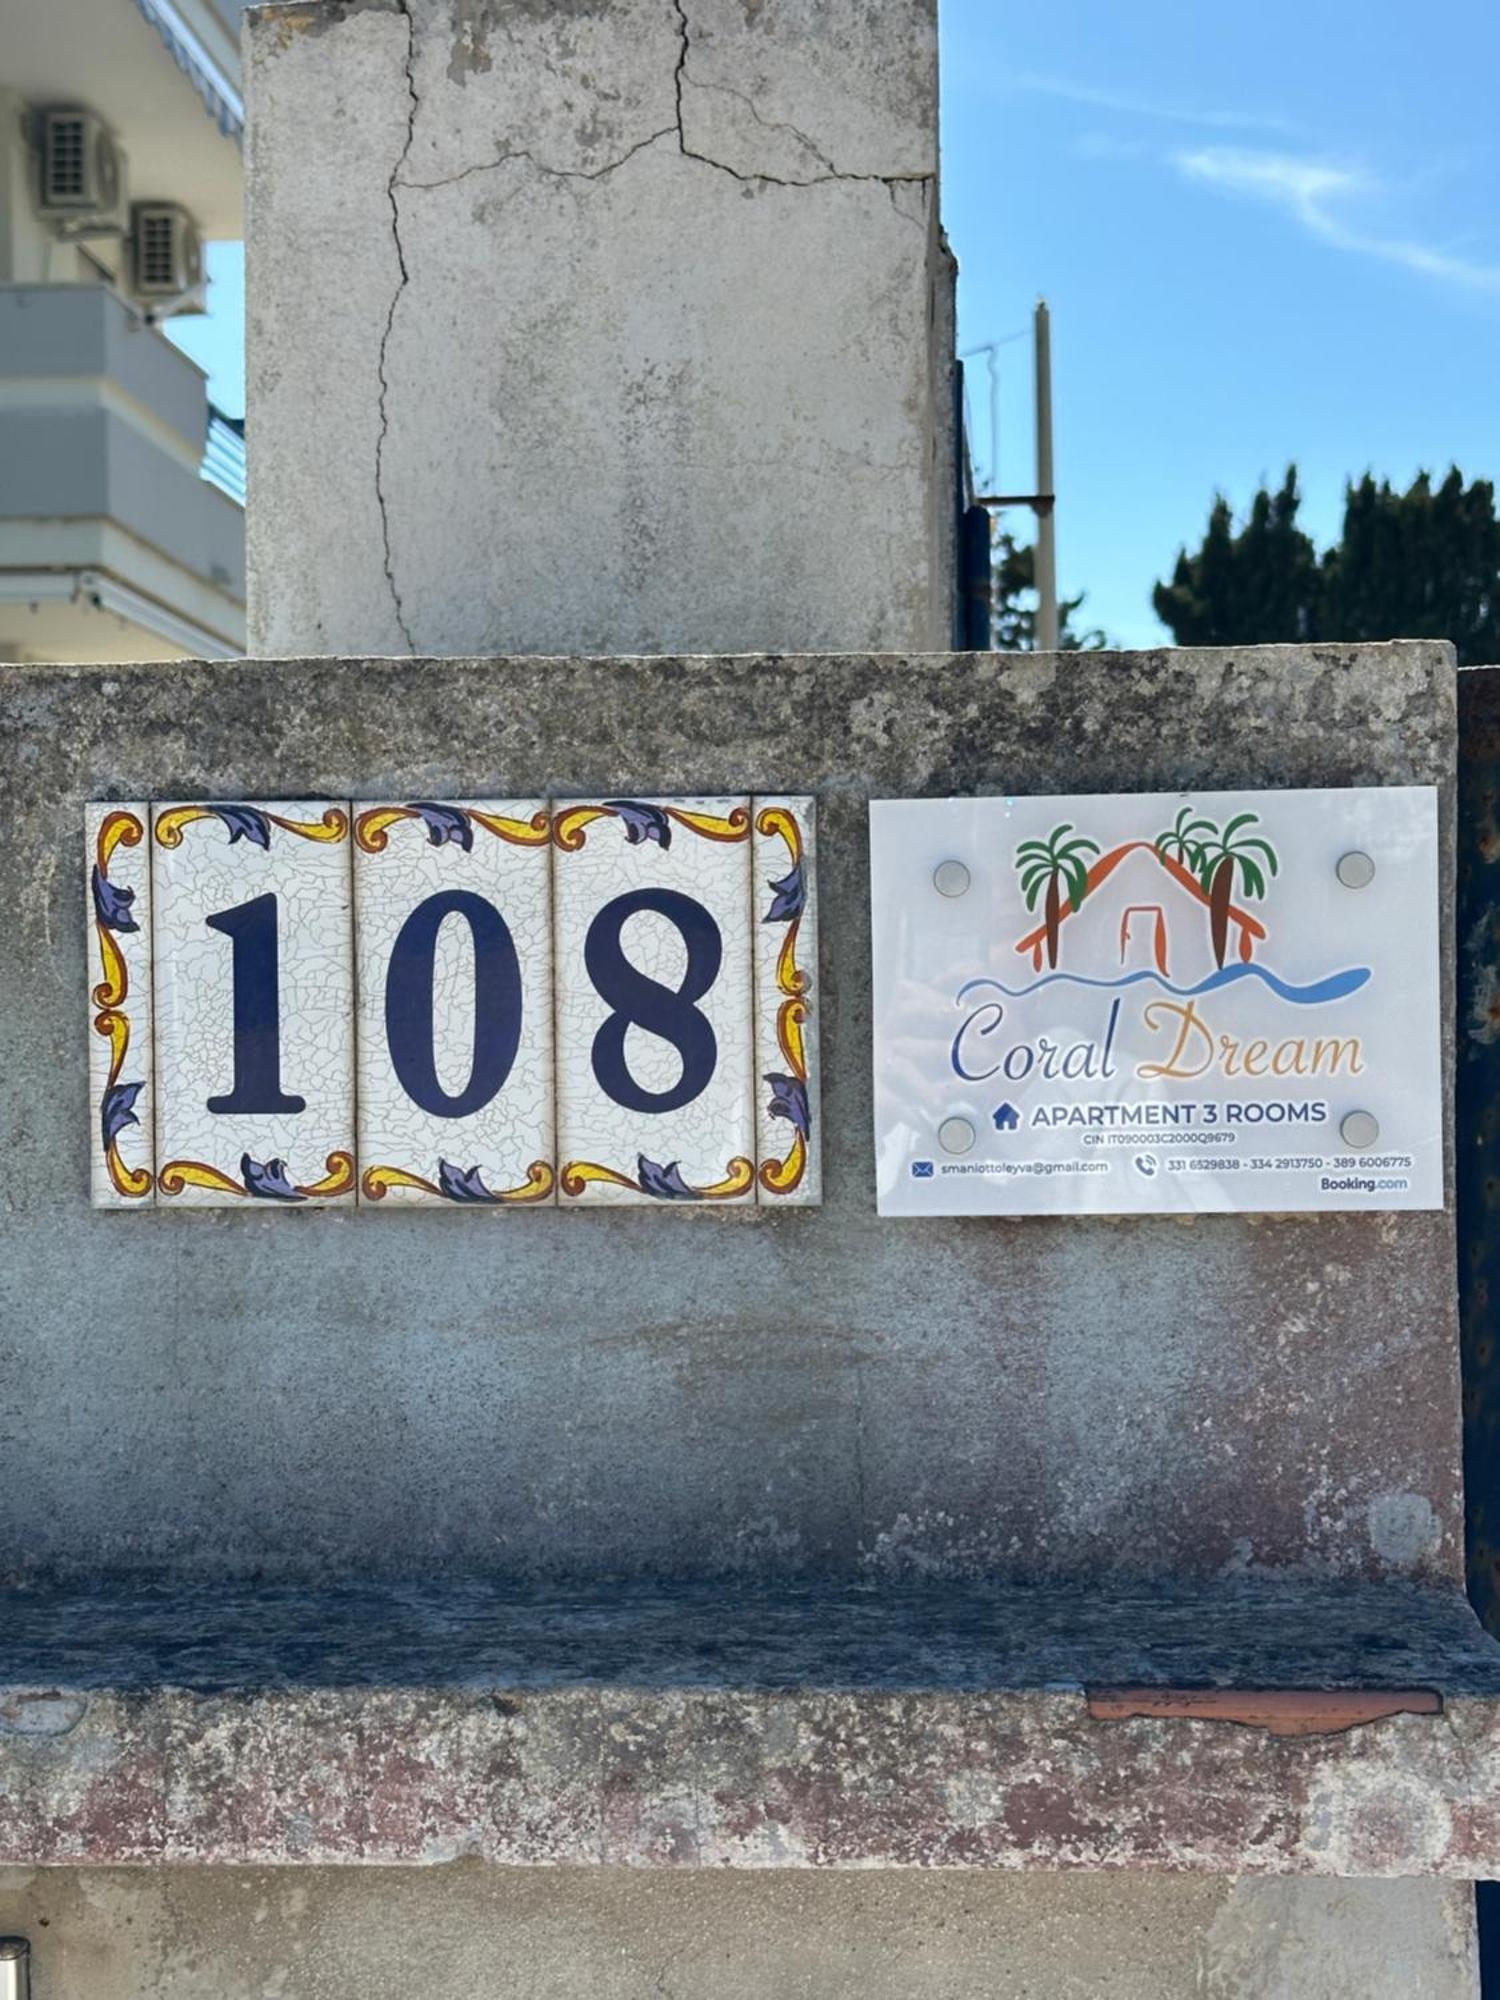 108
Coral Dream
APARTMENT 3 ROOMS
CIN IT090003C2000Q9679
smaniottoleyva@gmail.com 331 6529838 - 334 2913750 - 389 6006775
Booking.com